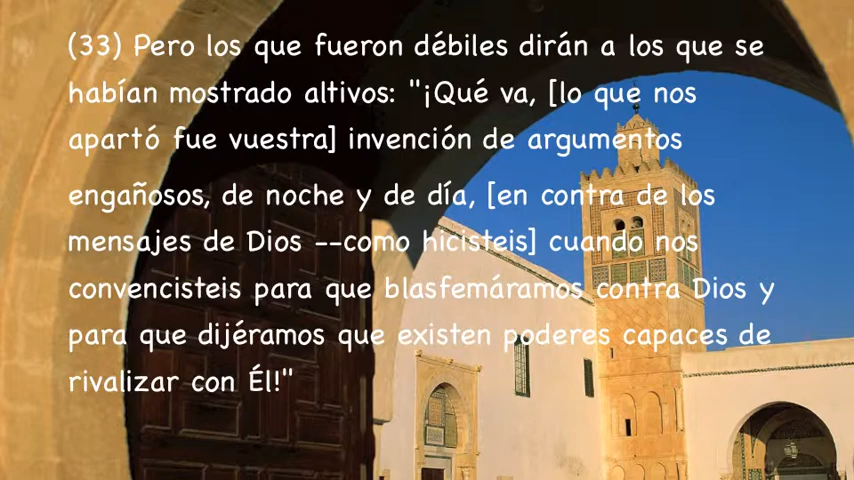 (33) Pero los que fueron débiles dirán a los que se
habían mostrado altivos: "¡Qué va, [lo que nos
apartó fue vuestra] invención de argumentos
engañosos, de noche y de día, [en contra de los
mensajes de Dios --como hicisteis] cuando nos
convencisteis para que blasfemáramos contra Dios y
para que dijéramos que existen poderes capaces de
rivalizar con Él!"